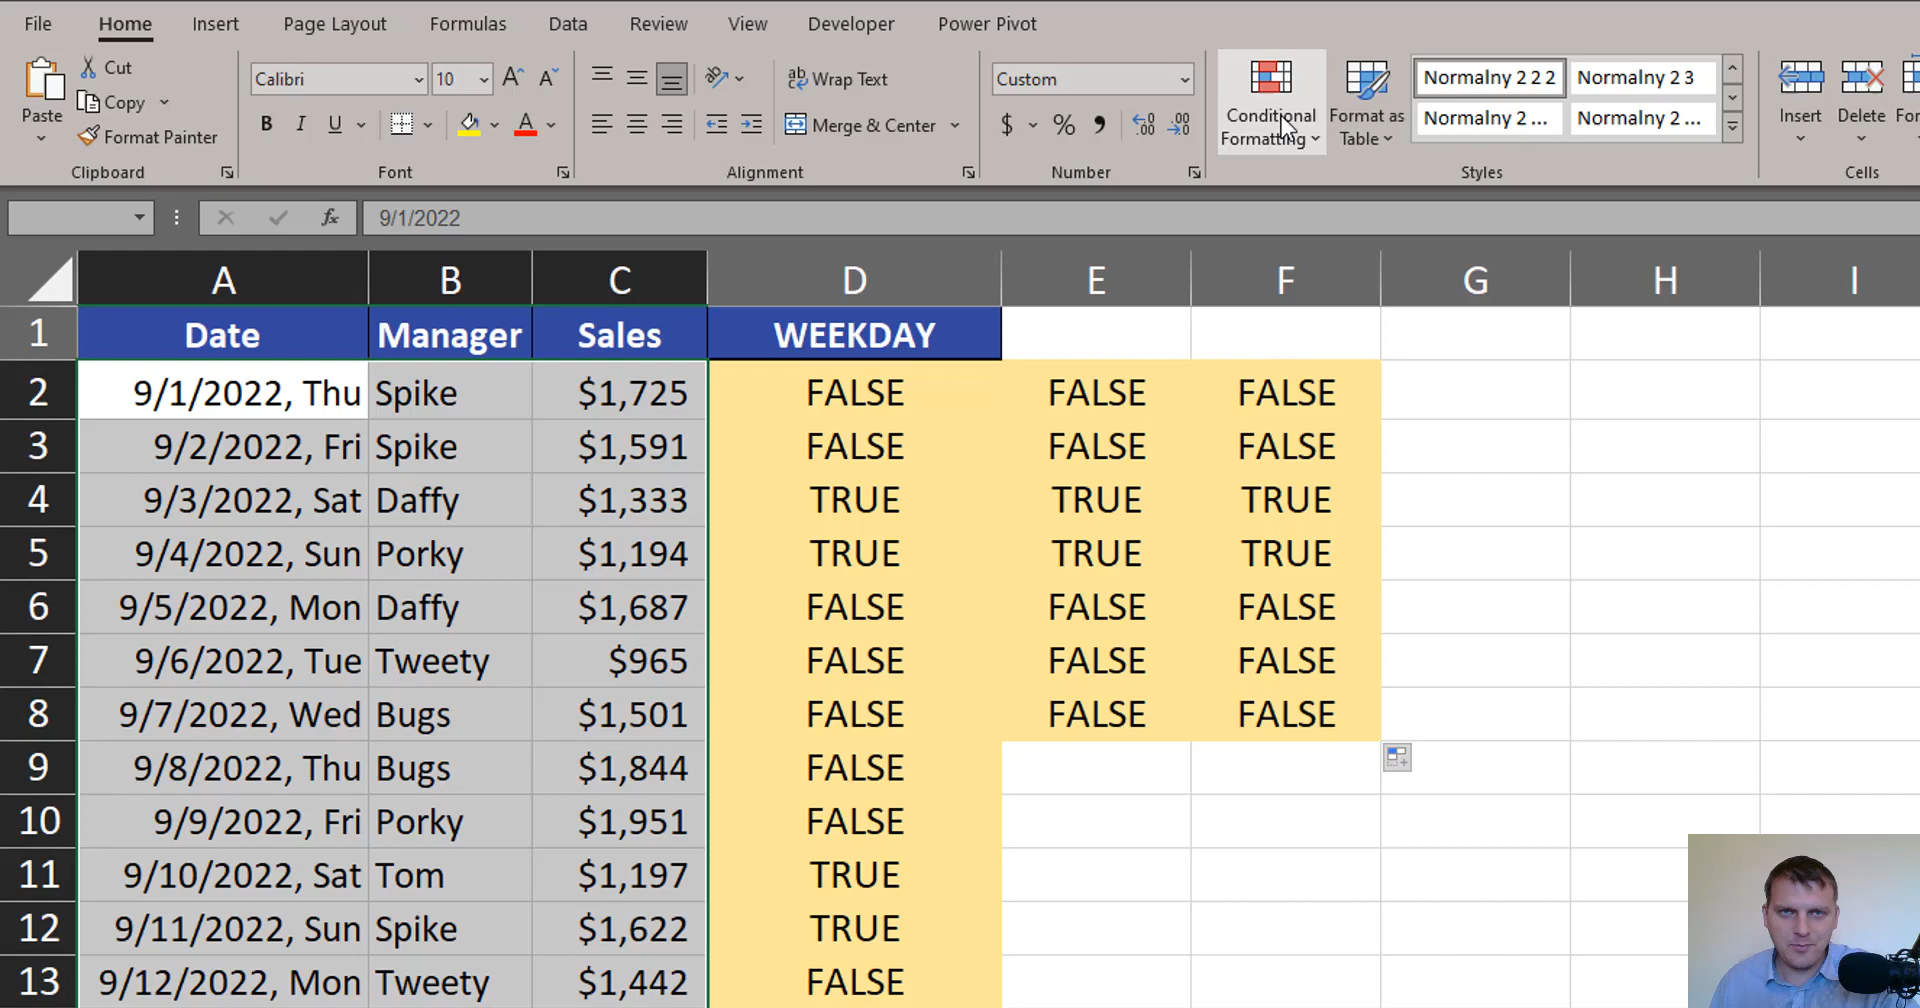 File Home Insert Page Layout Formulas Data Review View Developer Power Pivot
Paste
Cut
Copy
Format Painter
Clipboard
Calibri 10 A A
B I U A
Font
ab Wrap Text
Merge & Center
Alignment
Custom
$ % , .00 .00
Number
Conditional Formatting
Format as Table
Normalny 2 2 2 Normalny 2 3
Normalny 2 ... Normalny 2 ...
Styles
Insert Delete For
Cells
fx 9/1/2022
A B C D E F G H I
1 Date Manager Sales WEEKDAY
2 9/1/2022, Thu Spike $1,725 FALSE FALSE FALSE
3 9/2/2022, Fri Spike $1,591 FALSE FALSE FALSE
4 9/3/2022, Sat Daffy $1,333 TRUE TRUE TRUE
5 9/4/2022, Sun Porky $1,194 TRUE TRUE TRUE
6 9/5/2022, Mon Daffy $1,687 FALSE FALSE FALSE
7 9/6/2022, Tue Tweety $965 FALSE FALSE FALSE
8 9/7/2022, Wed Bugs $1,501 FALSE FALSE FALSE
9 9/8/2022, Thu Bugs $1,844 FALSE
10 9/9/2022, Fri Porky $1,951 FALSE
11 9/10/2022, Sat Tom $1,197 TRUE
12 9/11/2022, Sun Spike $1,622 TRUE
13 9/12/2022, Mon Tweety $1,442 FALSE